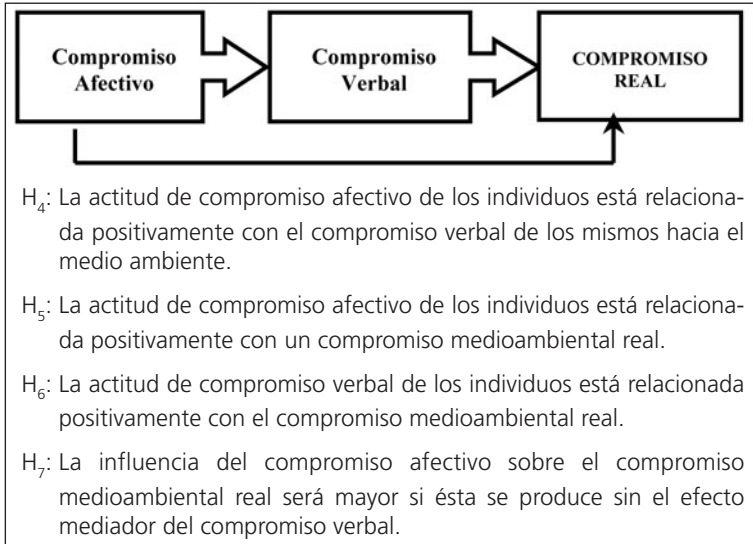 Compromiso
Afectivo
Compromiso
Verbal
COMPROMISO
REAL
H4: La actitud de compromiso afectivo de los individuos está relaciona-
da positivamente con el compromiso verbal de los mismos hacia el
medio ambiente.
H5: La actitud de compromiso afectivo de los individuos está relaciona-
da positivamente con un compromiso medioambiental real.
H6: La actitud de compromiso verbal de los individuos está relacionada
positivamente con el compromiso medioambiental real.
H7: La influencia del compromiso afectivo sobre el compromiso
medioambiental real será mayor si ésta se produce sin el efecto
mediador del compromiso verbal.